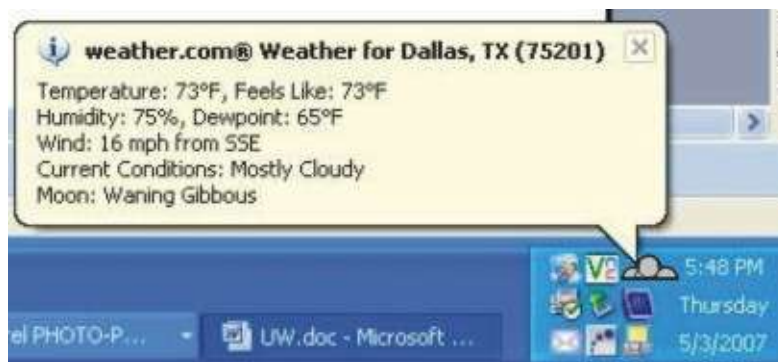 weather.com® Weather for Dallas, TX (75201)
Temperature: 73°F, Feels Like: 73°F
Humidity: 75%, Dewpoint: 65°F
Wind: 16 mph from SSE
Current Conditions: Mostly Cloudy
Moon: Waning Gibbous
5:48 PM
Thursday
el PHOTO-P... UW.doc - Microsoft ... 5/3/2007